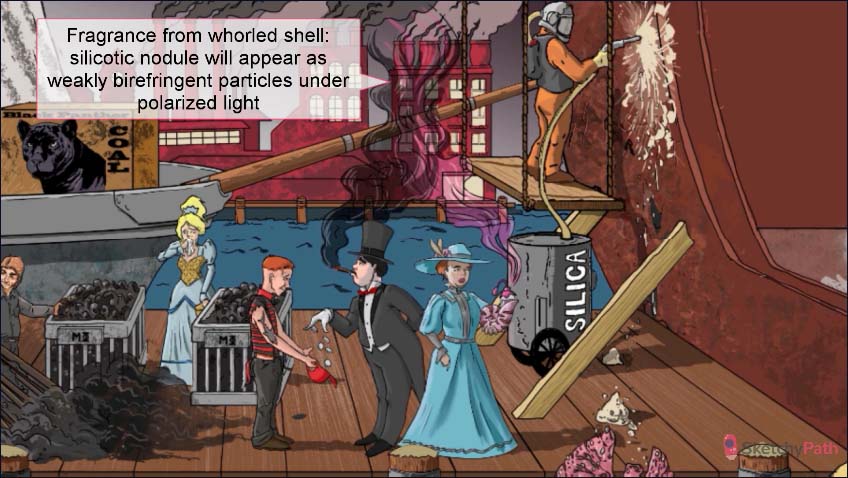 Fragrance from whorled shell:
silicotic nodule will appear as
weakly birefringent particles under
polarized light
Black Panther
COAL
SILICA
M3
M3
SketchyPath